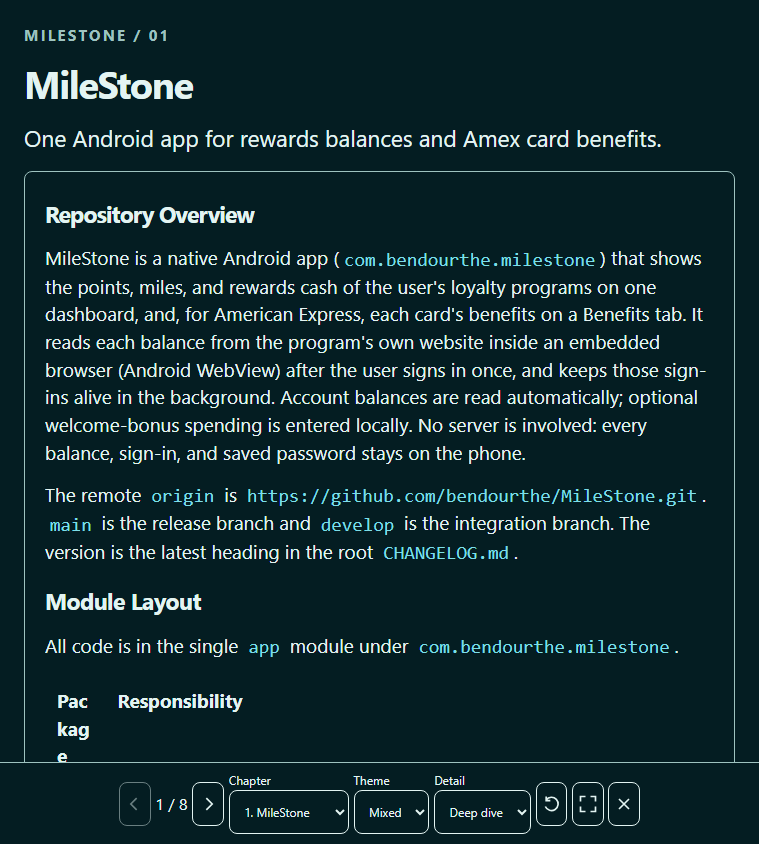 MILESTONE / 01
MileStone
One Android app for rewards balances and Amex card benefits.
Repository Overview
MileStone is a native Android app ( com.bendourthe.milestone ) that shows
the points, miles, and rewards cash of the user's loyalty programs on one
dashboard, and, for American Express, each card's benefits on a Benefits tab. It
reads each balance from the program's own website inside an embedded
browser (Android WebView) after the user signs in once, and keeps those sign-
ins alive in the background. Account balances are read automatically; optional
welcome-bonus spending is entered locally. No server is involved: every
balance, sign-in, and saved password stays on the phone.
The remote origin is https://github.com/bendourthe/MileStone.git .
main is the release branch and develop is the integration branch. The
version is the latest heading in the root CHANGELOG.md .
Module Layout
All code is in the single app module under com.bendourthe.milestone .
Pac
kag
e
Responsibility
Chapter
Theme
Detail
1 / 8
1. MileStone
Mixed
Deep dive